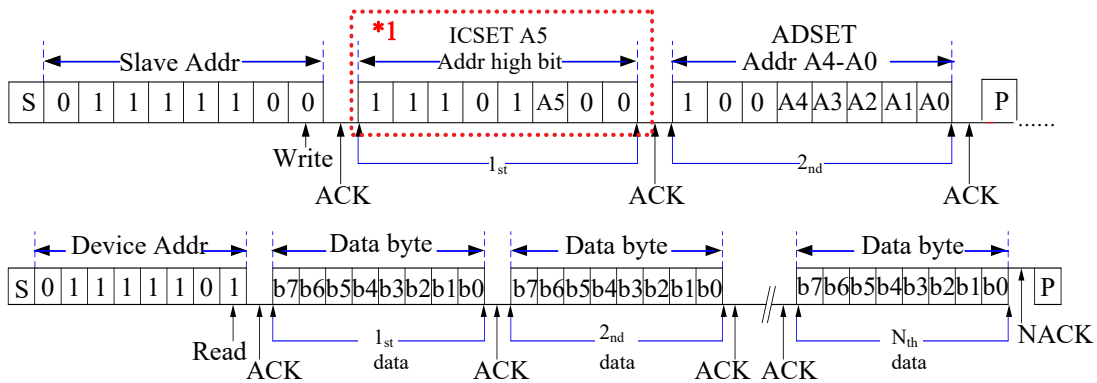 *1
ICSET A5
ADSET
Slave Addr
Addr high bit
Addr A4-A0
S 0 1 1 1 1 1 0 0
1 1 1 0 1 A5 0 0
1 0 0 A4 A3 A2 A1 A0
P
......
Write
1st
2nd
ACK
ACK
ACK
Device Addr
Data byte
Data byte
Data byte
S 0 1 1 1 1 1 0 1
b7 b6 b5 b4 b3 b2 b1 b0
b7 b6 b5 b4 b3 b2 b1 b0
b7 b6 b5 b4 b3 b2 b1 b0
P
//
Read
1st
data
2nd
data
Nth
data
NACK
ACK
ACK
ACK
ACK